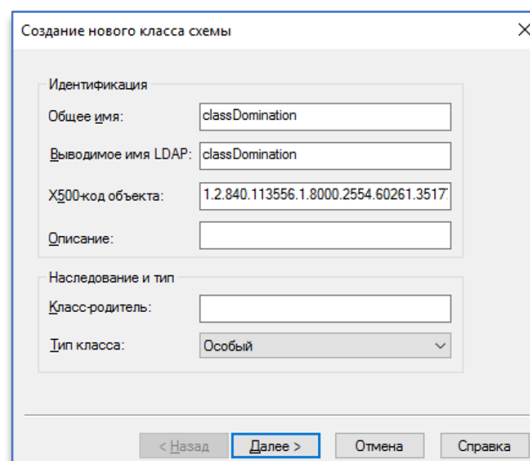 Создание нового класса схемы
Идентификация
Общее имя: classDomination
Выводимое имя LDAP: classDomination
X500-код объекта: 1.2.840.113556.1.8000.2554.60261.3517
Описание:
Наследование и тип
Класс-родитель:
Тип класса: Особый
< Назад Далее > Отмена Справка